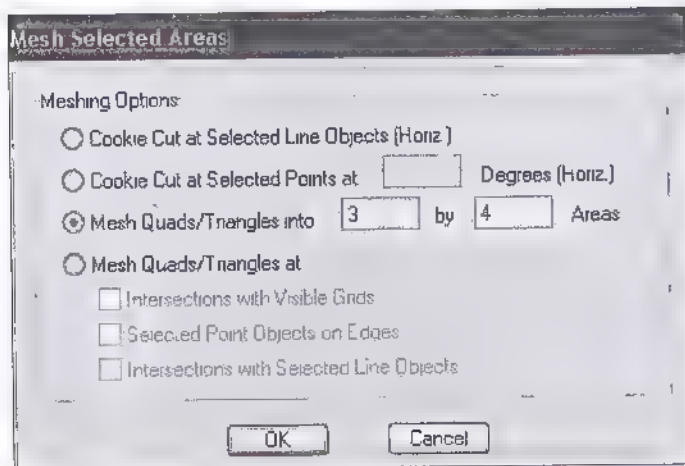 Mesh Selected Areas
Meshing Options
Cookie Cut at Selected Line Objects (Horiz.)
Cookie Cut at Selected Points at Degrees (Horiz.)
Mesh Quads/Triangles into 3 by 4 Areas
Mesh Quads/Triangles at
Intersections with Visible Grids
Selected Point Objects on Edges
Intersections with Selected Line Objects
OK Cancel